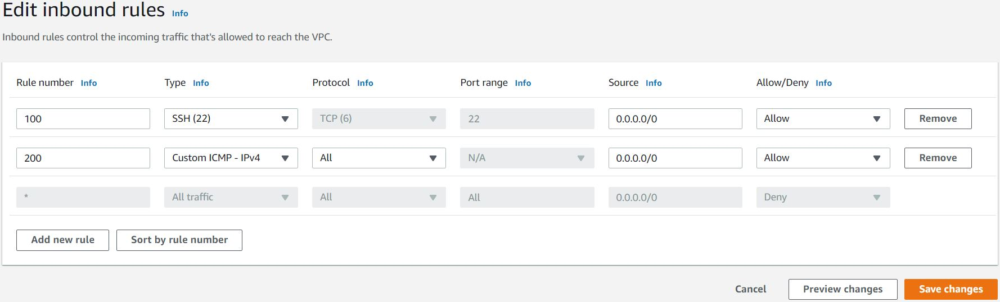 Edit inbound rules Info
Inbound rules control the incoming traffic that's allowed to reach the VPC.
Rule number Info Type Info Protocol Info Port range Info Source Info Allow/Deny Info
100 SSH (22) TCP (6) 22 0.0.0.0/0 Allow Remove
200 Custom ICMP - IPv4 All N/A 0.0.0.0/0 Allow Remove
* All traffic All All 0.0.0.0/0 Deny
Add new rule Sort by rule number
Cancel Preview changes Save changes